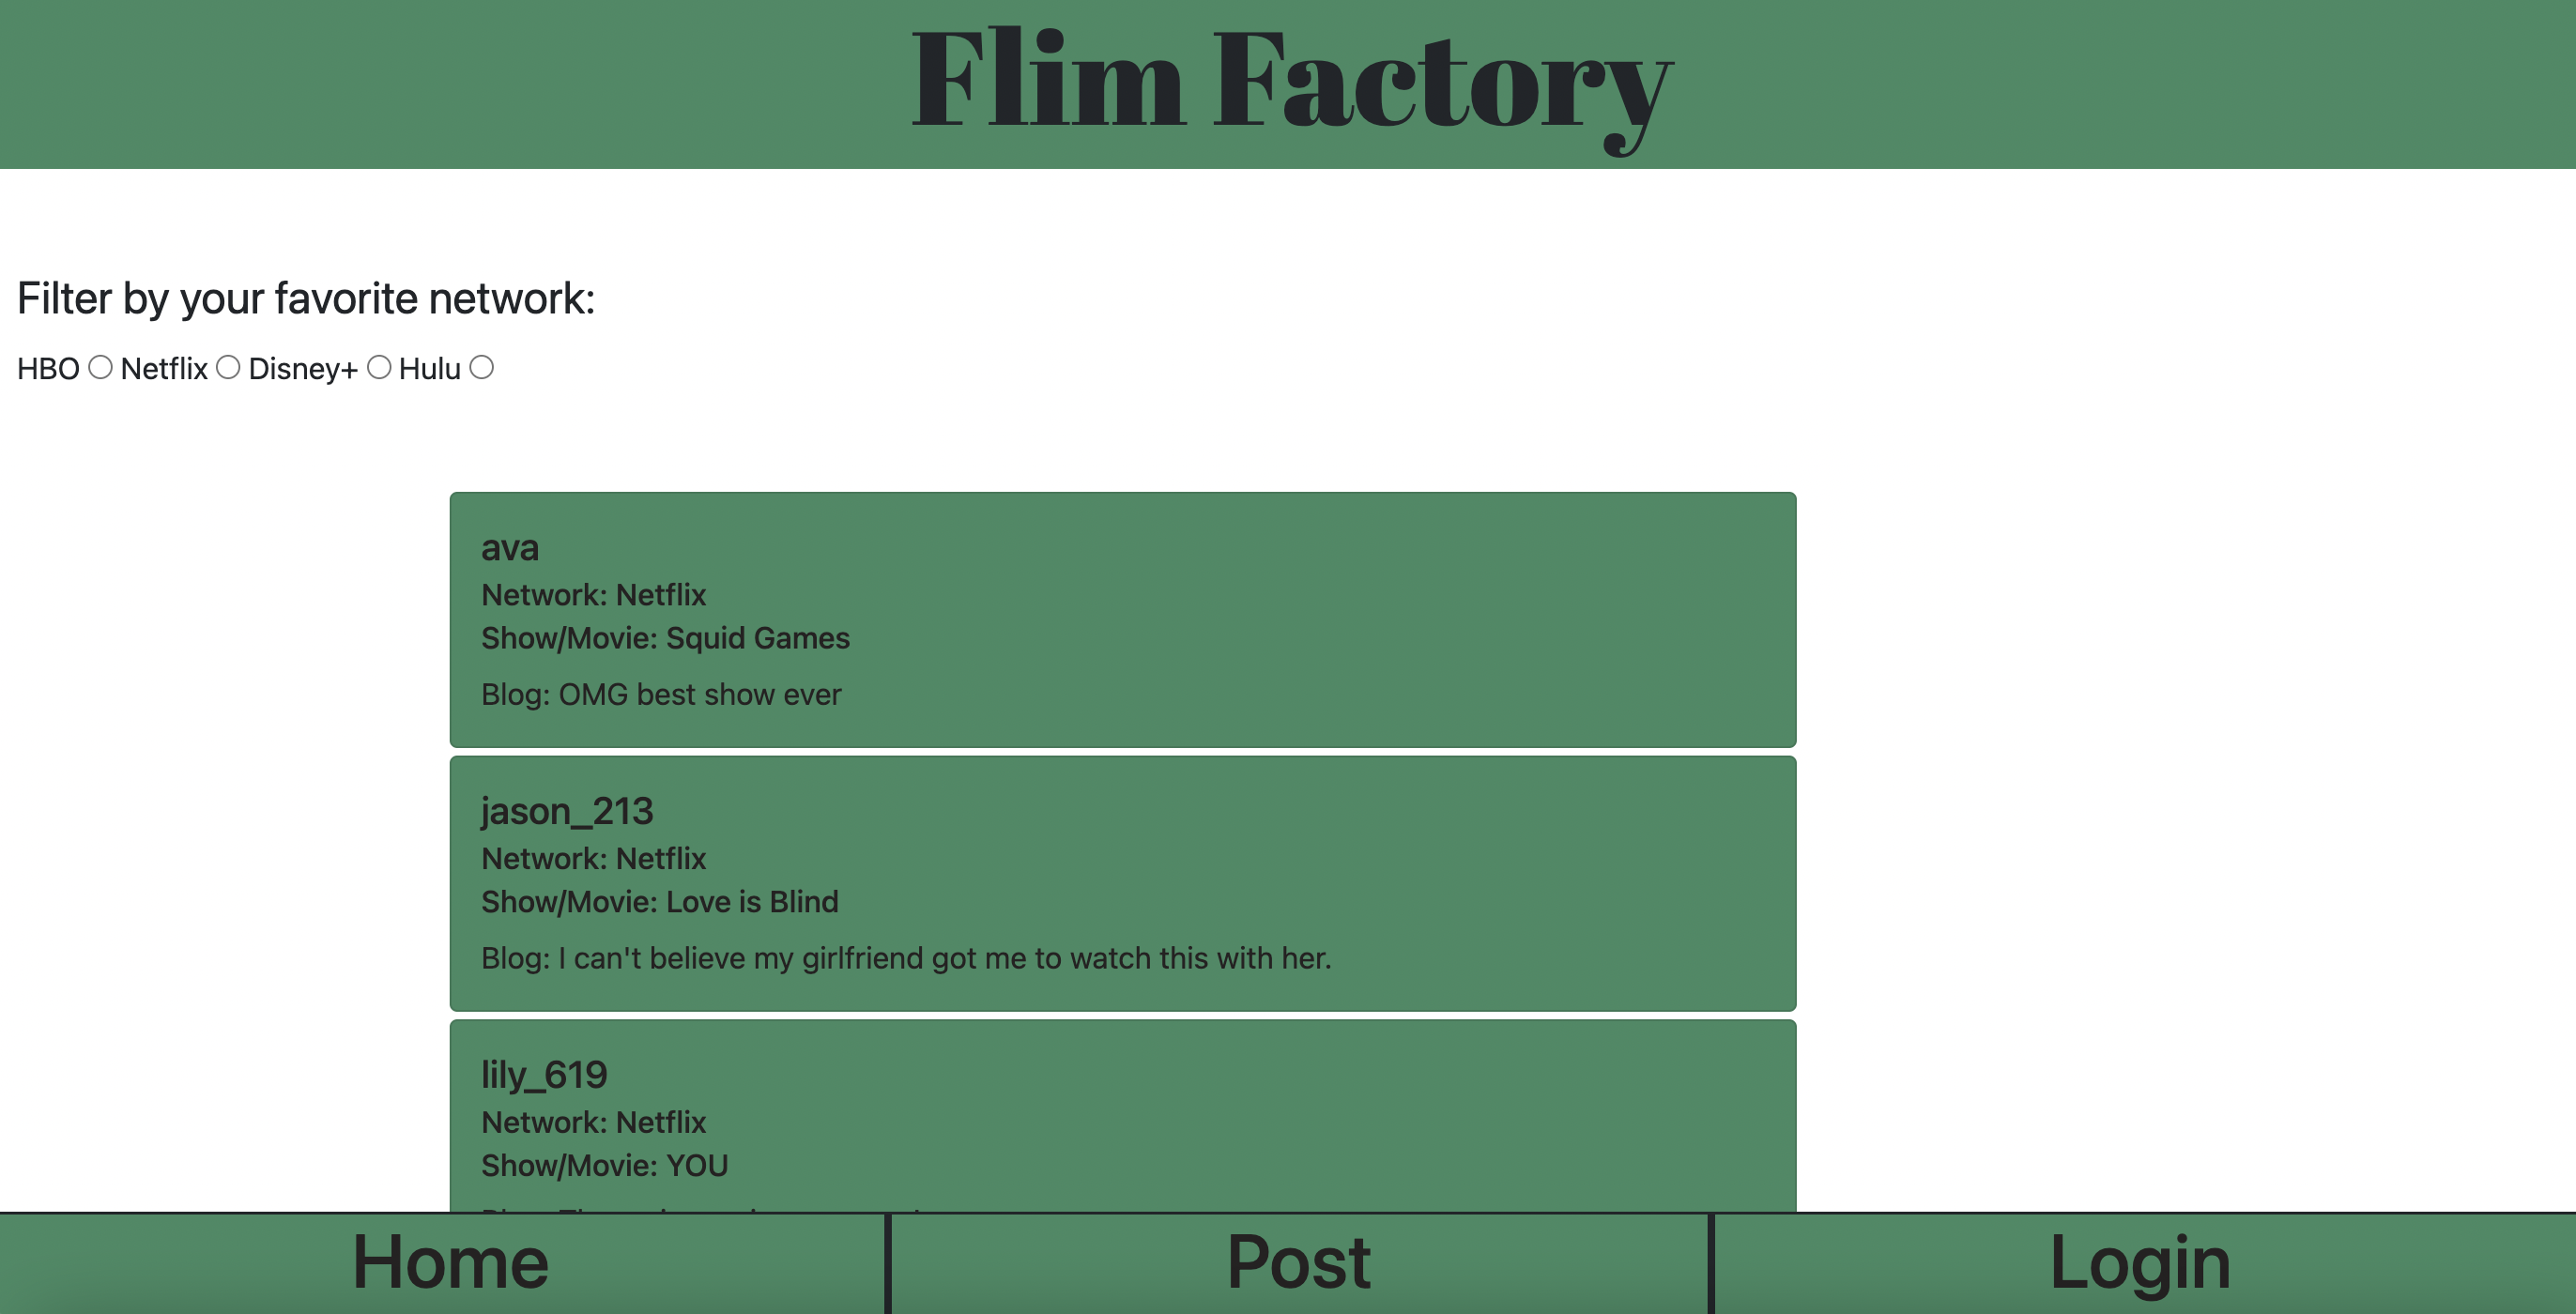 Flim Factory
Filter by your favorite network:
HBO Netflix Disney+ Hulu
ava
Network: Netflix
Show/Movie: Squid Games
Blog: OMG best show ever
jason_213
Network: Netflix
Show/Movie: Love is Blind
Blog: I can't believe my girlfriend got me to watch this with her.
lily_619
Network: Netflix
Show/Movie: YOU
Home Post Login